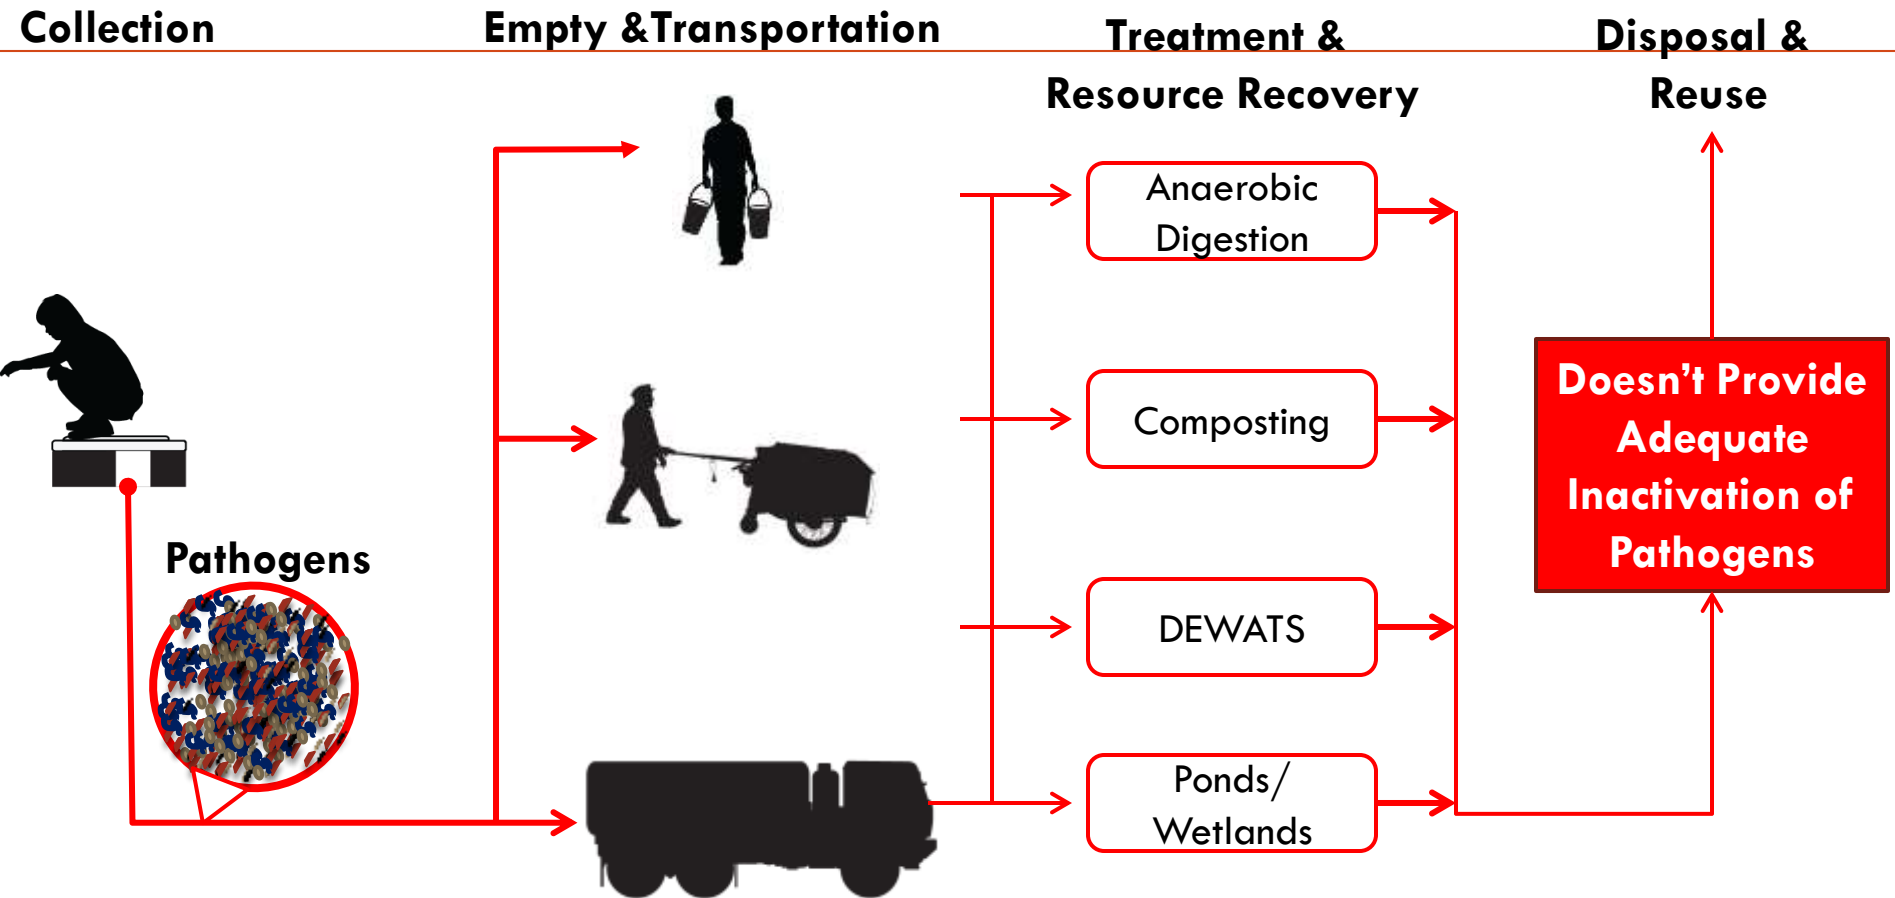 Collection
Empty &Transportation
Treatment &
Resource Recovery
Disposal &
Reuse
Anaerobic
Digestion
Composting
DEWATS
Ponds/
Wetlands
Pathogens
Doesn't Provide
Adequate
Inactivation of
Pathogens